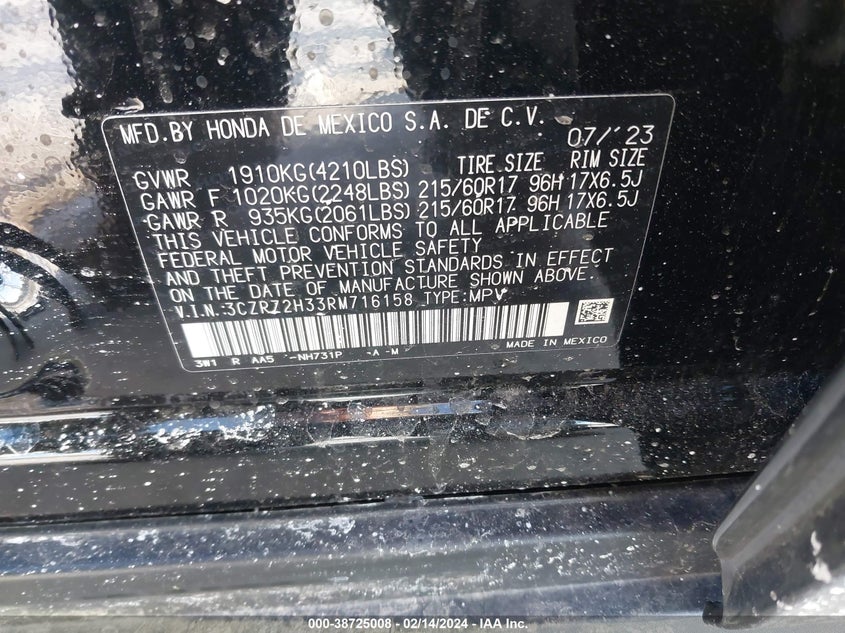 MFD.BY HONDA DE MEXICO S.A. DE C.V. 07/'23
GVWR 1910KG(4210LBS) TIRE SIZE RIM SIZE
GAWR F 1020KG(2248LBS) 215/60R17 96H 17X6.5J
GAWR R 935KG(2061LBS) 215/60R17 96H 17X6.5J
THIS VEHICLE CONFORMS TO ALL APPLICABLE
FEDERAL MOTOR VEHICLE SAFETY
AND THEFT PREVENTION STANDARDS IN EFFECT
ON THE DATE OF MANUFACTURE SHOWN ABOVE.
V.I.N.3CZRZ2H33RM716158 TYPE:MPV
3W1 R AA5 -NH731P A-M MADE IN MEXICO
000-38725008 - 02/14/2024 - IAA Inc.